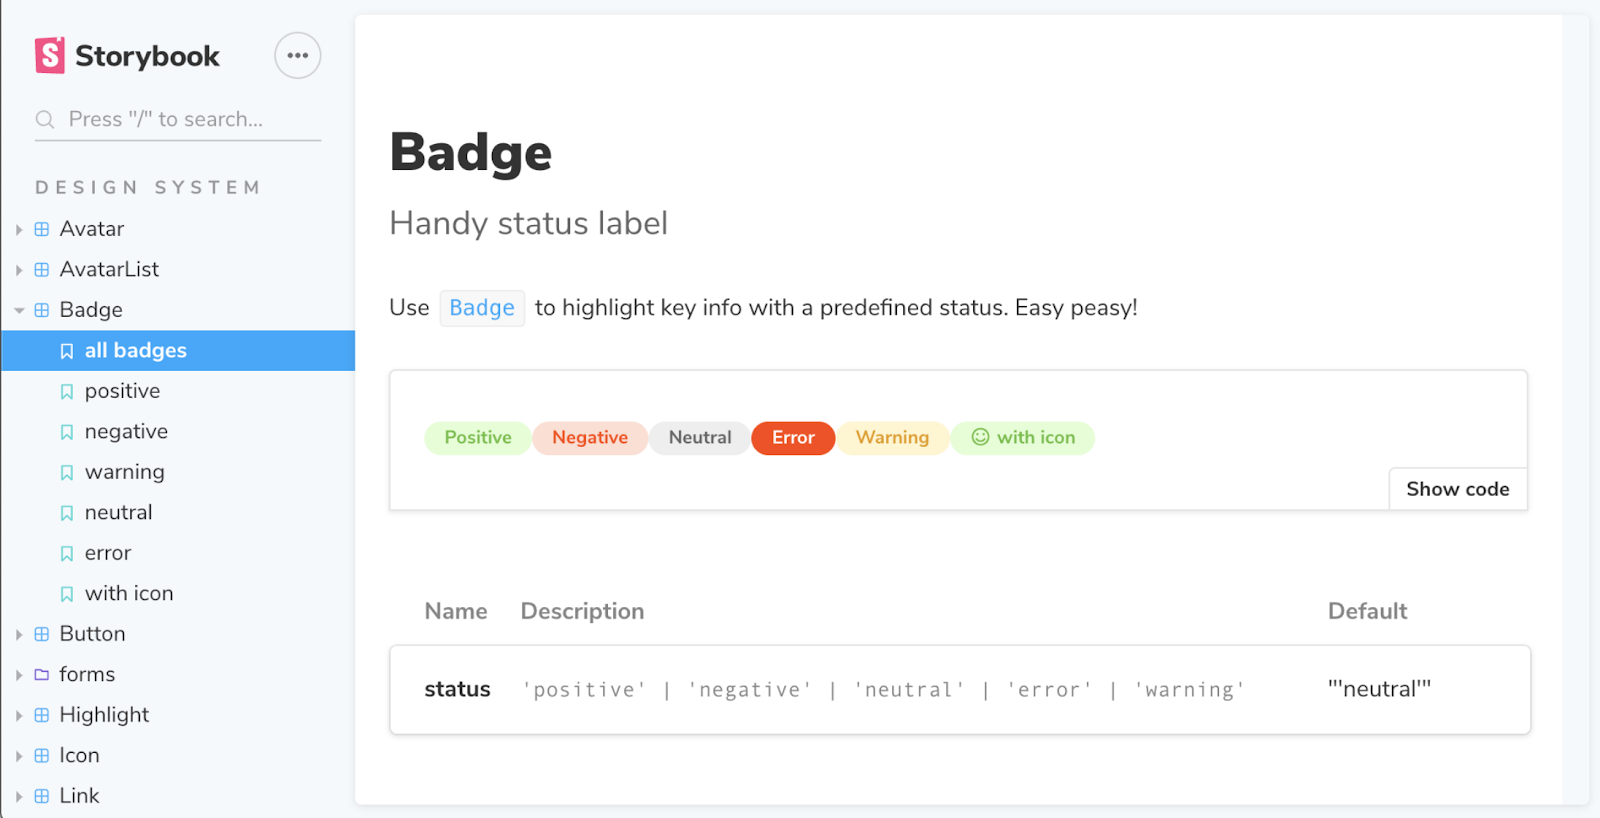 Storybook
Press "/" to search...
DESIGN SYSTEM
Avatar
AvatarList
Badge
all badges
positive
negative
warning
neutral
error
with icon
Button
forms
Highlight
Icon
Link
Badge
Handy status label
Use Badge to highlight key info with a predefined status. Easy peasy!
Positive Negative Neutral Error Warning with icon
Show code
Name Description Default
status 'positive' | 'negative' | 'neutral' | 'error' | 'warning' "'neutral'"